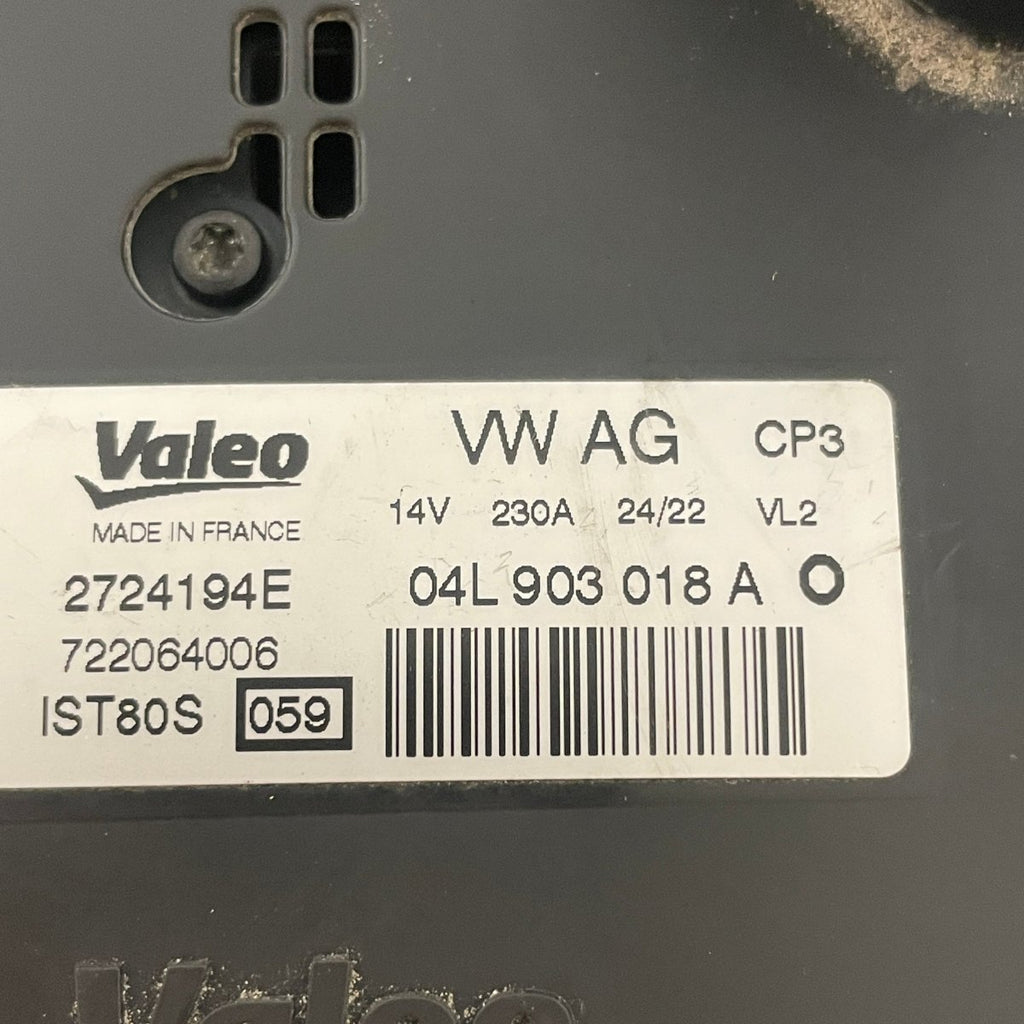 Valeo
MADE IN FRANCE
2724194E
722064006
IST80S 059
VW AG CP3
14V 230A 24/22 VL2
04L 903 018 A O
Valeo